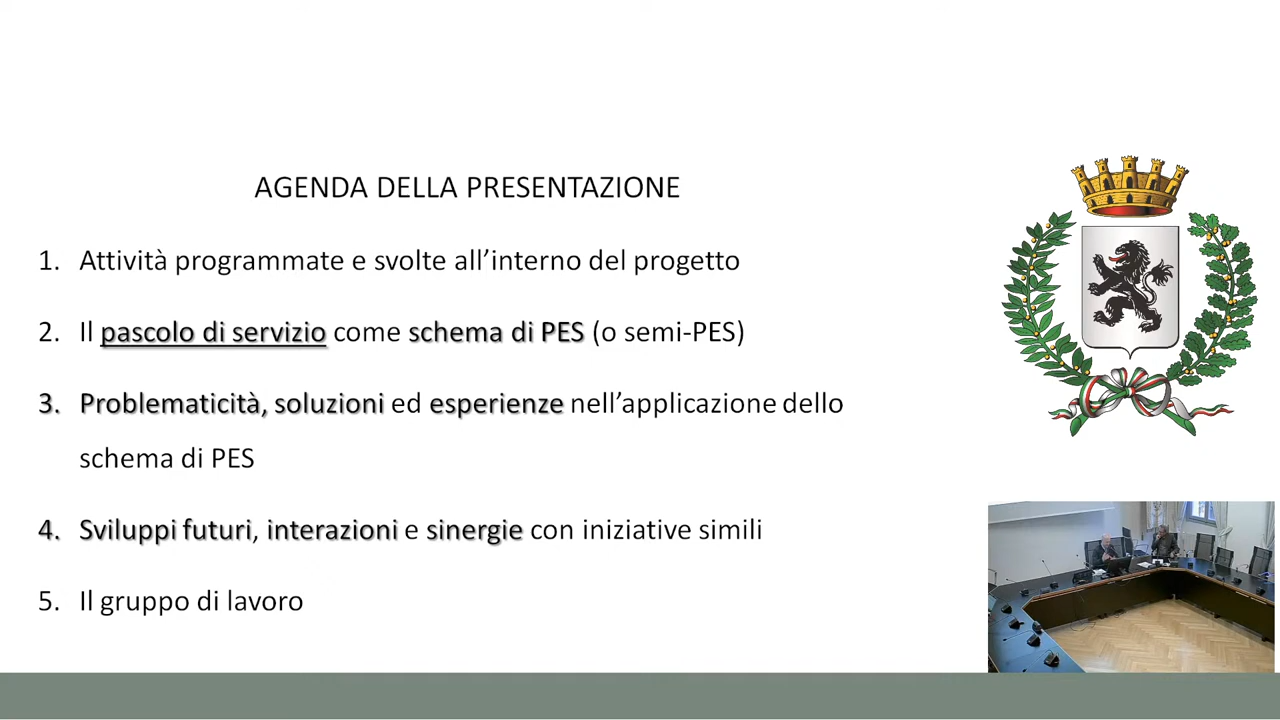 AGENDA DELLA PRESENTAZIONE
1. Attività programmate e svolte all’interno del progetto
2. Il pascolo di servizio come schema di PES (o semi-PES)
3. Problematicità, soluzioni ed esperienze nell’applicazione dello
schema di PES
4. Sviluppi futuri, interazioni e sinergie con iniziative simili
5. Il gruppo di lavoro